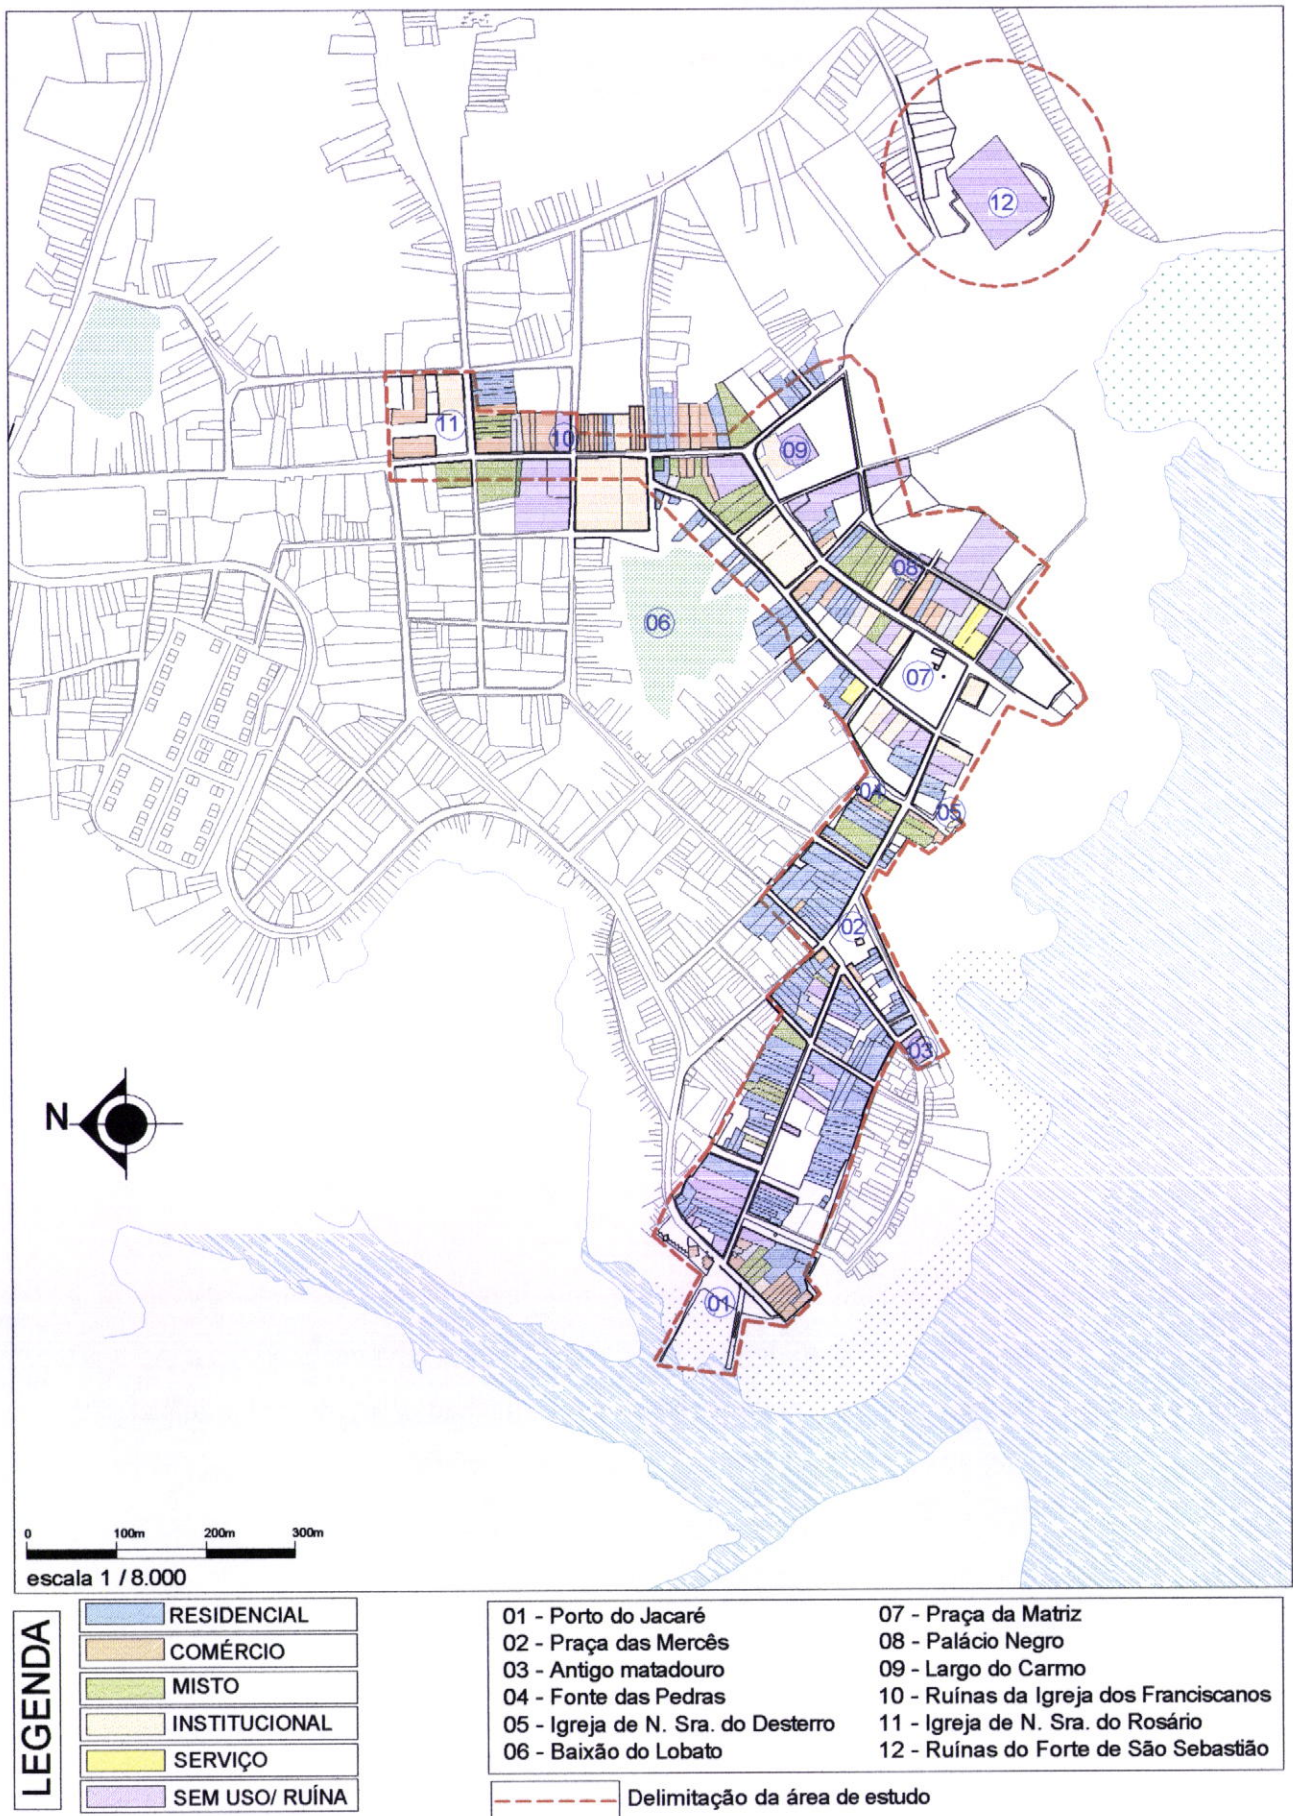 12
11
10
09
08
06
07
04
05
02
03
N
01
0 100m 200m 300m
escala 1 / 8.000
LEGENDA
RESIDENCIAL
COMÉRCIO
MISTO
INSTITUCIONAL
SERVIÇO
SEM USO/ RUÍNA
01 - Porto do Jacaré
02 - Praça das Mercês
03 - Antigo matadouro
04 - Fonte das Pedras
05 - Igreja de N. Sra. do Desterro
06 - Baixão do Lobato
07 - Praça da Matriz
08 - Palácio Negro
09 - Largo do Carmo
10 - Ruínas da Igreja dos Franciscanos
11 - Igreja de N. Sra. do Rosário
12 - Ruínas do Forte de São Sebastião
Delimitação da área de estudo